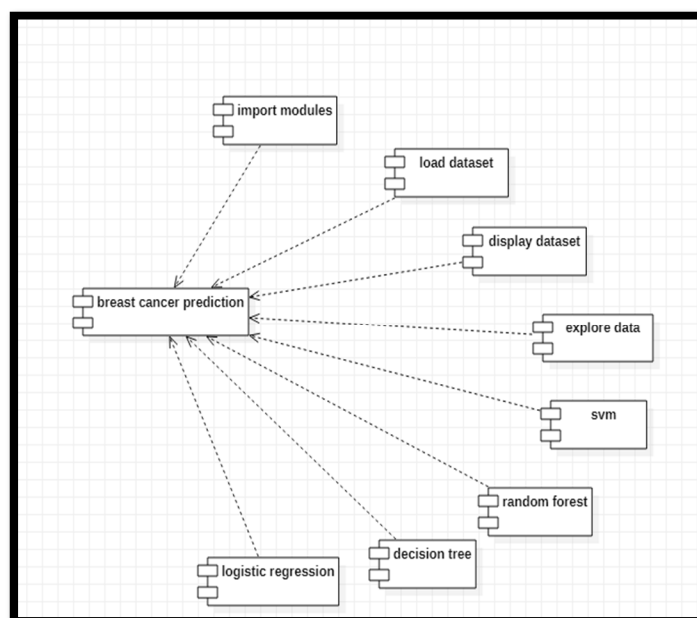 import modules
load dataset
display dataset
breast cancer prediction
explore data
svm
random forest
decision tree
logistic regression